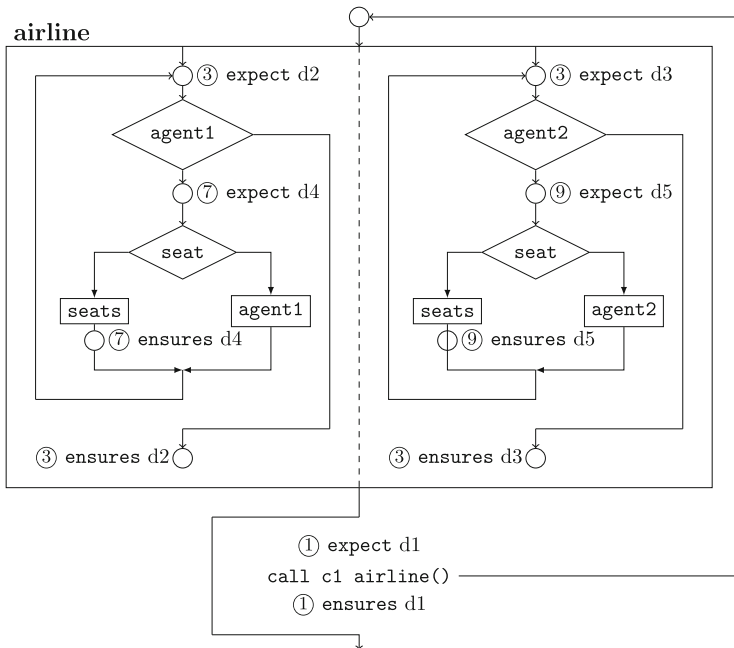 airline
③ expect d2
③ expect d3
agent1
agent2
⑦ expect d4
⑨ expect d5
seat
seat
seats
agent1
seats
agent2
⑦ ensures d4
⑨ ensures d5
③ ensures d2
③ ensures d3
① expect d1
call c1 airline()
① ensures d1